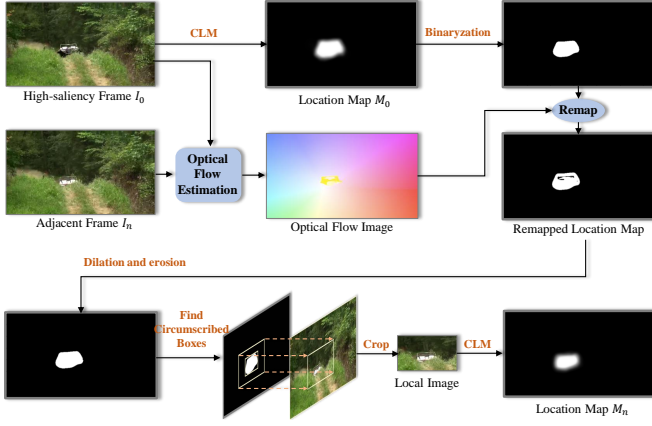 CLM
Binaryzation
High-saliency Frame I₀
Location Map M₀
Remap
Optical
Flow
Estimation
Adjacent Frame Iₙ
Optical Flow Image
Remapped Location Map
Dilation and erosion
Find
Circumscribed
Boxes
Crop
CLM
Local Image
Location Map Mₙ